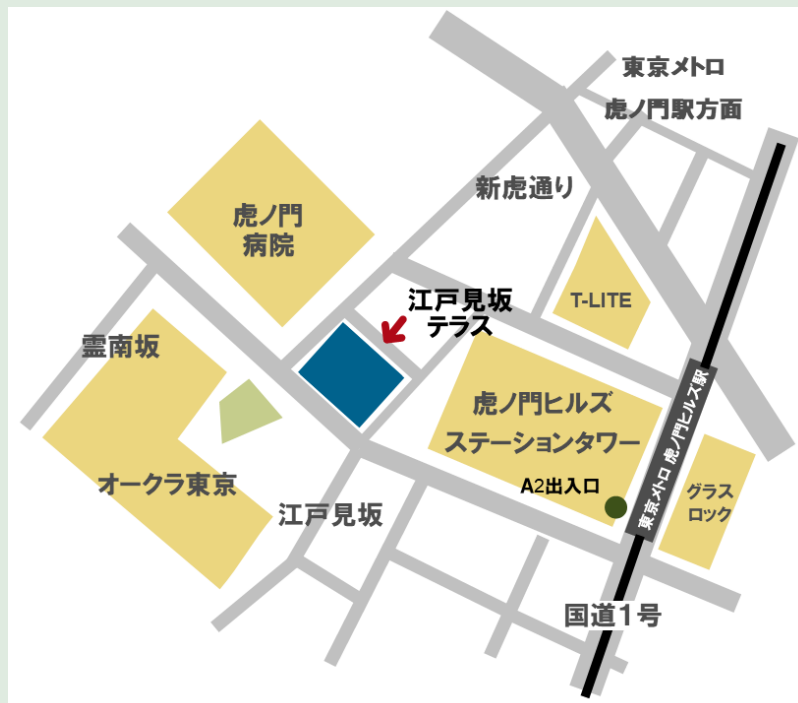 東京メトロ
虎ノ門駅方面
新虎通り
虎ノ門
病院
江戸見坂
テラス
T-LITE
霊南坂
虎ノ門ヒルズ
ステーションタワー
東京メトロ 虎ノ門ヒルズ駅
A2出入口
グラス
ロック
オークラ東京
江戸見坂
国道1号